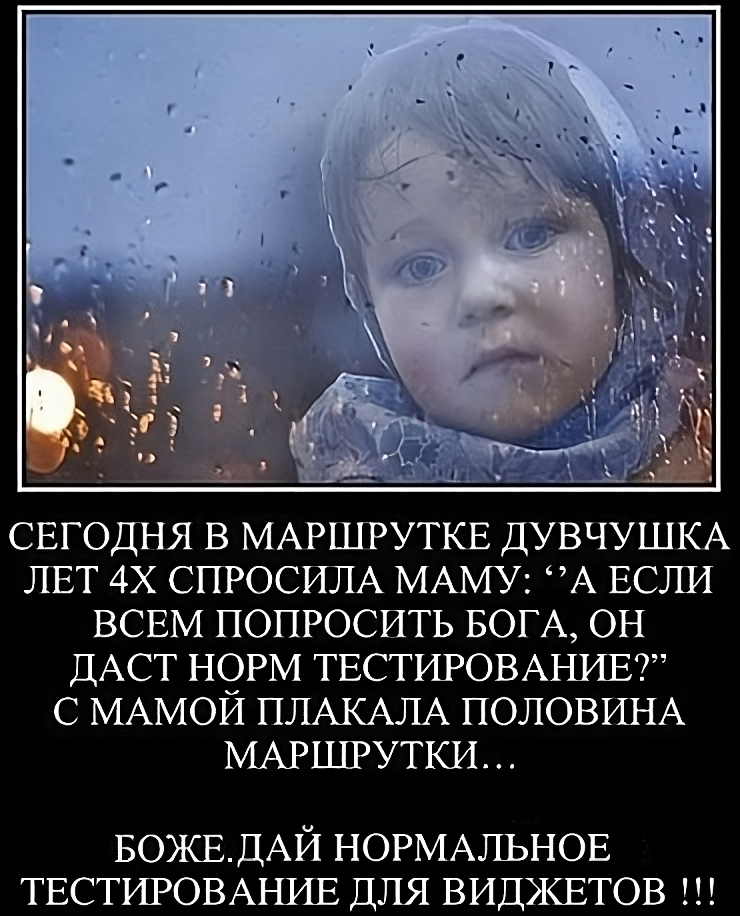 СЕГОДНЯ В МАРШРУТКЕ ДУВЧУШКА
ЛЕТ 4Х СПРОСИЛА МАМУ: ‘’А ЕСЛИ
ВСЕМ ПОПРОСИТЬ БОГА, ОН
ДАСТ НОРМ ТЕСТИРОВАНИЕ?”
С МАМОЙ ПЛАКАЛА ПОЛОВИНА
МАРШРУТКИ…
БОЖЕ.ДАЙ НОРМАЛЬНОЕ
ТЕСТИРОВАНИЕ ДЛЯ ВИДЖЕТОВ !!!